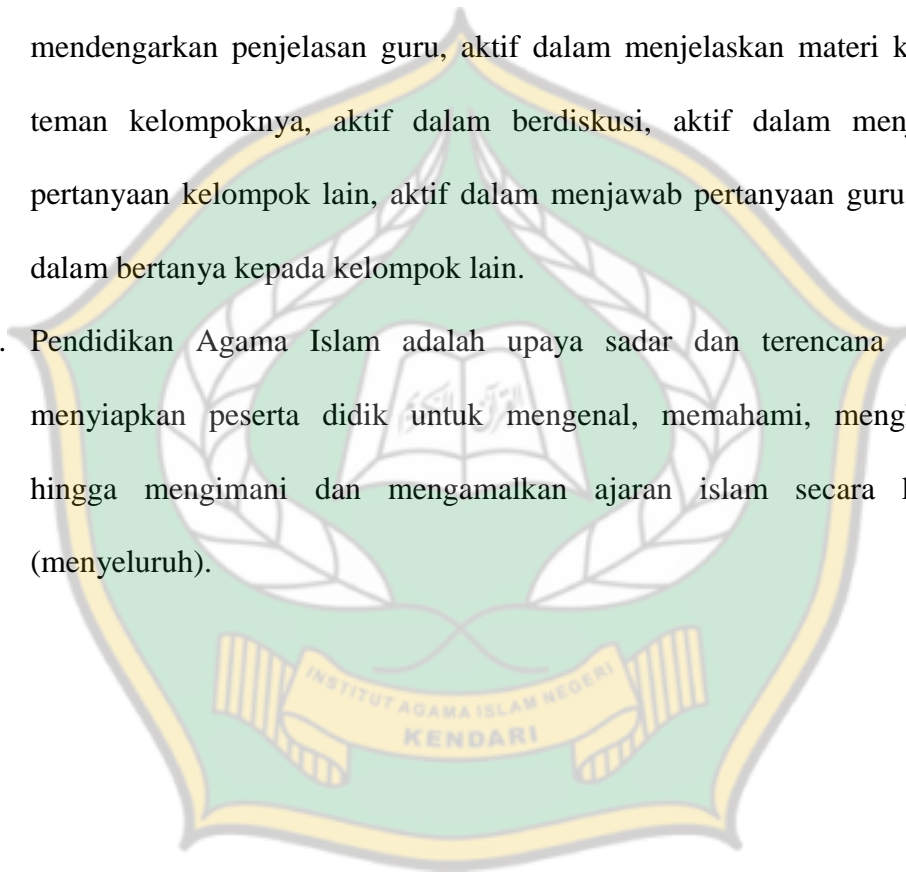 mendengarkan penjelasan guru, aktif dalam menjelaskan materi k
teman kelompoknya, aktif dalam berdiskusi, aktif dalam men
pertanyaan kelompok lain, aktif dalam menjawab pertanyaan guru
dalam bertanya kepada kelompok lain.
. Pendidikan Agama Islam adalah upaya sadar dan terencana
menyiapkan peserta didik untuk mengenal, memahami, meng
hingga mengimani dan mengamalkan ajaran islam secara
(menyeluruh).
INSTITUT AGAMA ISLAM NEGERI
KENDARI